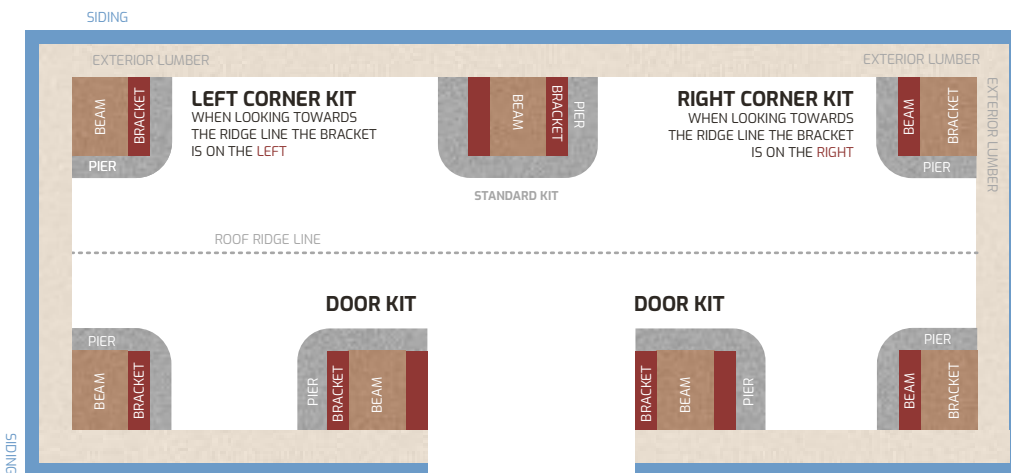 SIDING
EXTERIOR LUMBER
EXTERIOR LUMBER
EXTERIOR LUMBER
BEAM
BRACKET
PIER
LEFT CORNER KIT
WHEN LOOKING TOWARDS
THE RIDGE LINE THE BRACKET
IS ON THE LEFT
BEAM
BRACKET
PIER
STANDARD KIT
RIGHT CORNER KIT
WHEN LOOKING TOWARDS
THE RIDGE LINE THE BRACKET
IS ON THE RIGHT
BEAM
BRACKET
PIER
ROOF RIDGE LINE
DOOR KIT
DOOR KIT
PIER
BEAM
BRACKET
PIER
BRACKET
BEAM
BRACKET
BEAM
PIER
PIER
BEAM
BRACKET
SIDING